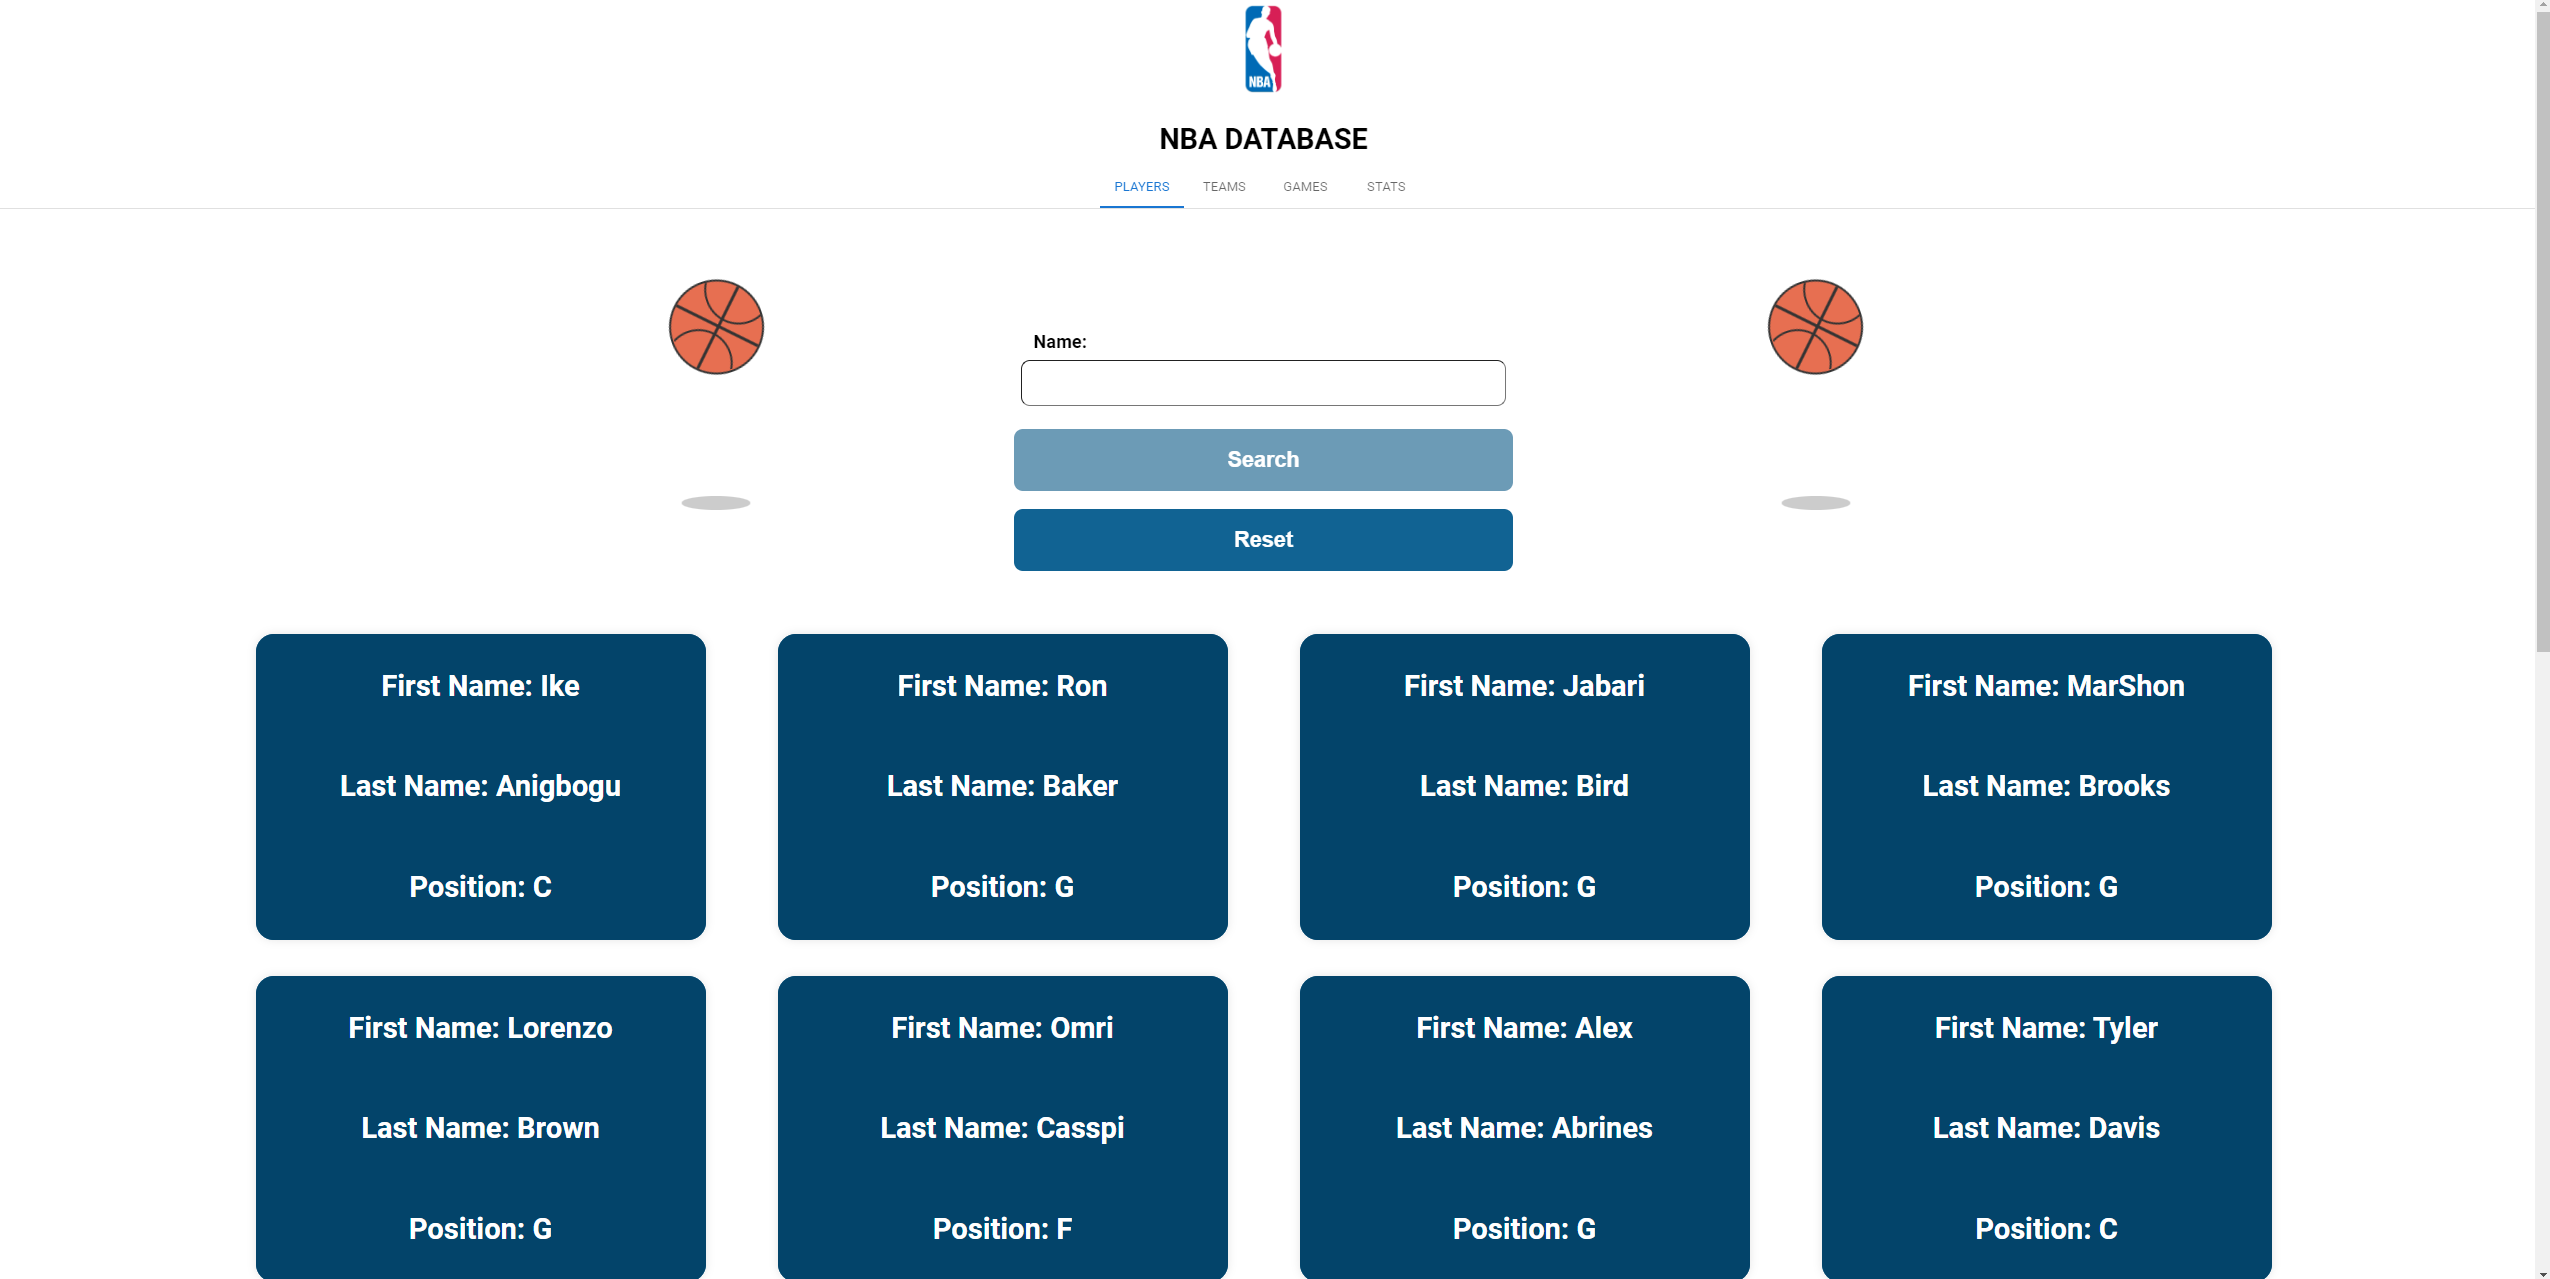 NBA
NBA DATABASE
PLAYERS TEAMS GAMES STATS
Name:
Search
Reset
First Name: Ike
Last Name: Anigbogu
Position: C
First Name: Ron
Last Name: Baker
Position: G
First Name: Jabari
Last Name: Bird
Position: G
First Name: MarShon
Last Name: Brooks
Position: G
First Name: Lorenzo
Last Name: Brown
Position: G
First Name: Omri
Last Name: Casspi
Position: F
First Name: Alex
Last Name: Abrines
Position: G
First Name: Tyler
Last Name: Davis
Position: C